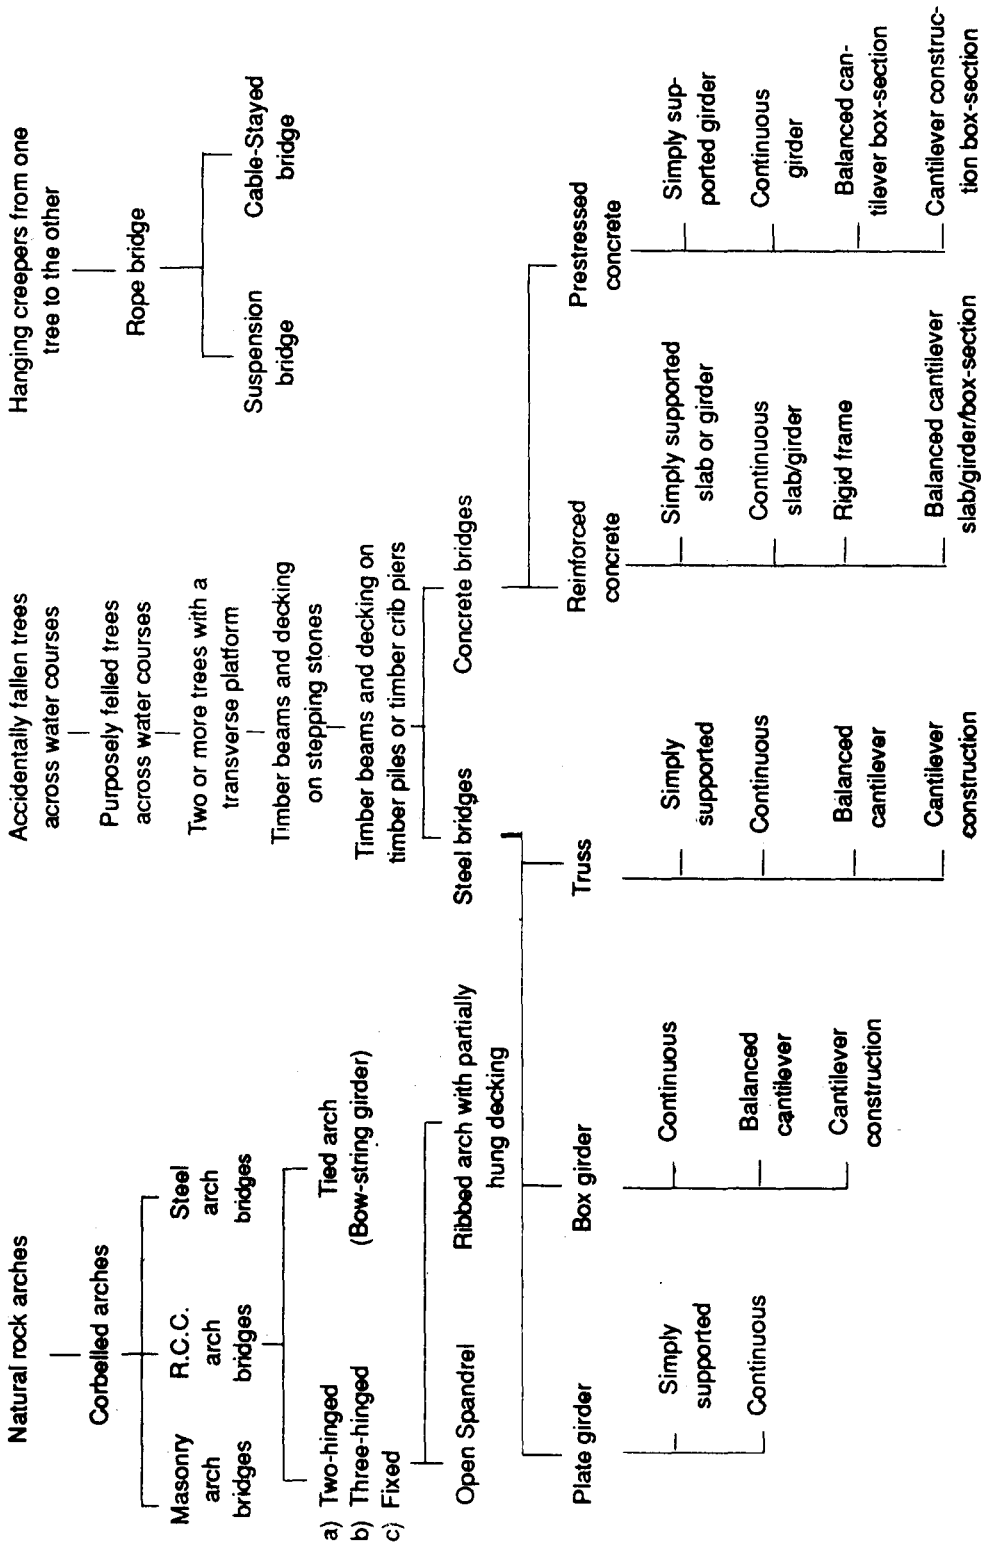 Natural rock arches
Corbelled arches
Masonry
arch
bridges
R.C.C.
arch
bridges
Steel
arch
bridges
a) Two-hinged
b) Three-hinged
c) Fixed
Tied arch
(Bow-string girder)
Open Spandrel
Ribbed arch with partially
hung decking
Accidentally fallen trees
across water courses
Purposely felled trees
across water courses
Two or more trees with a
transverse platform
Timber beams and decking
on stepping stones
Timber beams and decking on
timber piles or timber crib piers
Steel bridges
Concrete bridges
Hanging creepers from one
tree to the other
Rope bridge
Suspension
bridge
Cable-Stayed
bridge
Plate girder
Simply
supported
Continuous
Box girder
Continuous
Balanced
cantilever
Cantilever
construction
Truss
Simply
supported
Continuous
Balanced
cantilever
Cantilever
construction
Reinforced
concrete
Simply supported
slab or girder
Continuous
slab/girder
Rigid frame
Balanced cantilever
slab/girder/box-section
Prestressed
concrete
Simply sup-
ported girder
Continuous
girder
Balanced can-
tilever box-section
Cantilever construc-
tion box-section